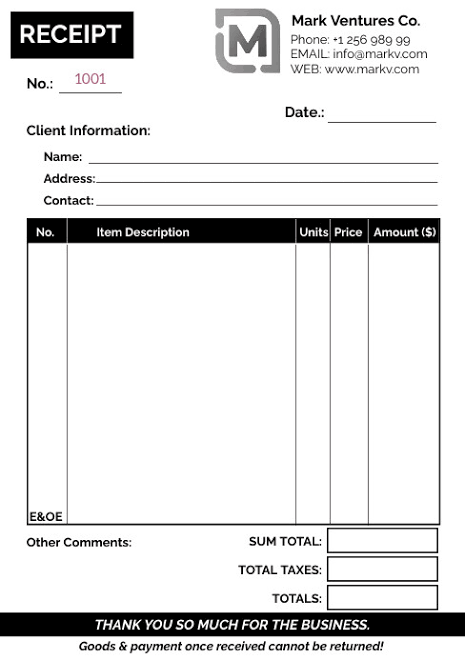 RECEIPT
M
Mark Ventures Co.
Phone: +1 256 989 99
EMAIL: info@markv.com
WEB: www.markv.com
No.: 1001
Date.:
Client Information:
Name:
Address:
Contact:
No. Item Description Units Price Amount ($)
E&OE
Other Comments:
SUM TOTAL:
TOTAL TAXES:
TOTALS:
THANK YOU SO MUCH FOR THE BUSINESS.
Goods & payment once received cannot be returned!